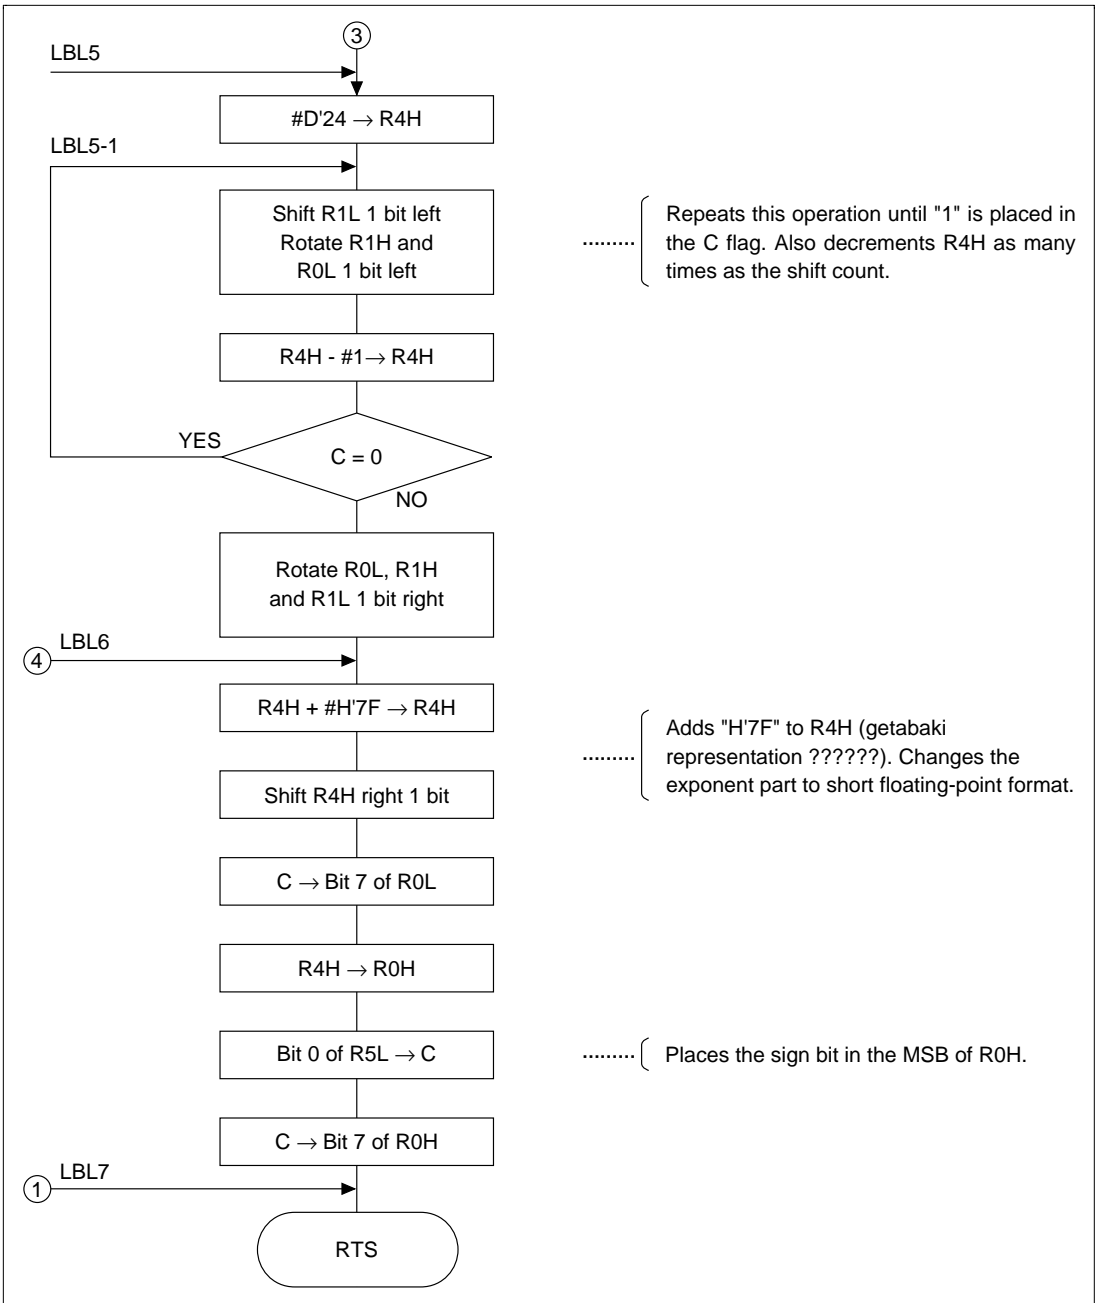 3
LBL5
#D'24 → R4H
LBL5-1
Shift R1L 1 bit left
Rotate R1H and
R0L 1 bit left
......... Repeats this operation until "1" is placed in
the C flag. Also decrements R4H as many
times as the shift count.
R4H - #1→ R4H
YES
C = 0
NO
Rotate R0L, R1H
and R1L 1 bit right
LBL6
4
R4H + #H'7F → R4H
......... Adds "H'7F" to R4H (getabaki
representation ??????). Changes the
exponent part to short floating-point format.
Shift R4H right 1 bit
C → Bit 7 of R0L
R4H → R0H
Bit 0 of R5L → C
......... Places the sign bit in the MSB of R0H.
C → Bit 7 of R0H
LBL7
1
RTS